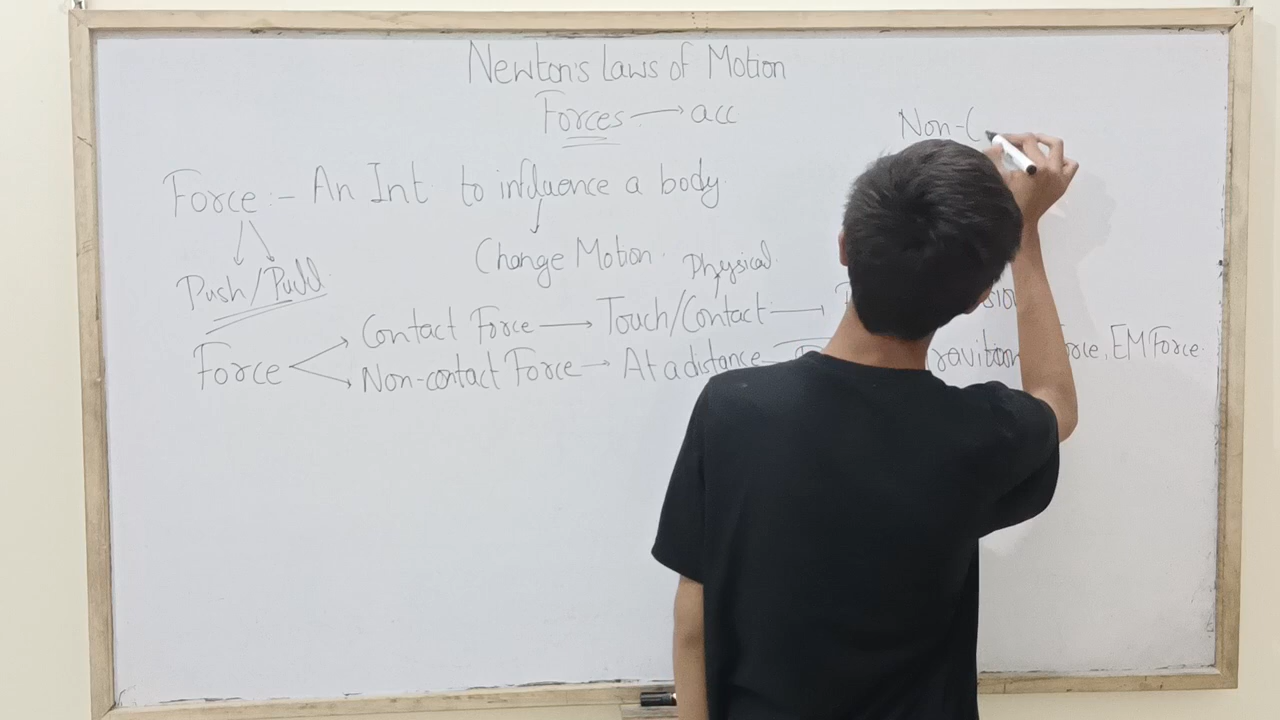 Newton's Laws of Motion
Forces → acc
Non-C
Force :- An Int to influence a body.
Change Motion.
Physical.
Push/Pull
Contact Force → Touch/Contact →
Force
Non-contact Force → At a distance Force, EM Force.